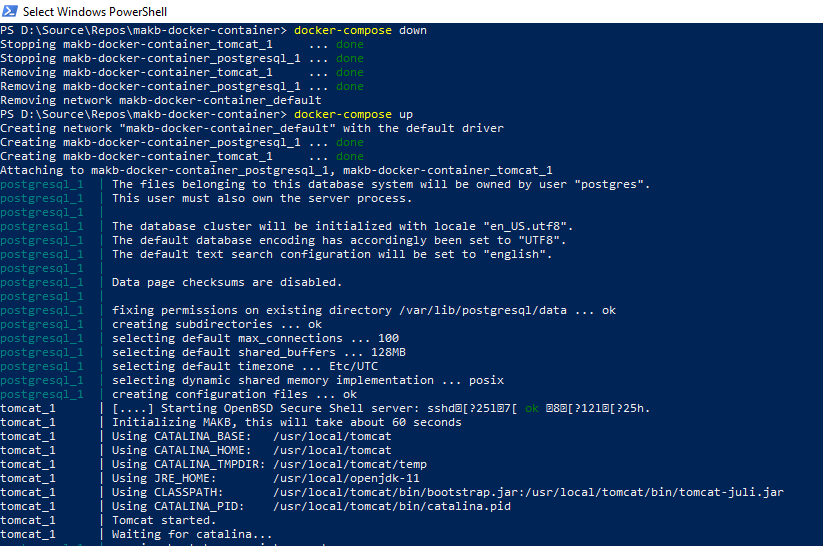 Select Windows PowerShell
PS D:\Source\Repos\makb-docker-container> docker-compose down
Stopping makb-docker-container_tomcat_1     ... done
Stopping makb-docker-container_postgresql_1 ... done
Removing makb-docker-container_tomcat_1     ... done
Removing makb-docker-container_postgresql_1 ... done
Removing network makb-docker-container_default
PS D:\Source\Repos\makb-docker-container> docker-compose up
Creating network "makb-docker-container_default" with the default driver
Creating makb-docker-container_postgresql_1 ... done
Creating makb-docker-container_tomcat_1     ... done
Attaching to makb-docker-container_postgresql_1, makb-docker-container_tomcat_1
postgresql_1  | The files belonging to this database system will be owned by user "postgres".
postgresql_1  | This user must also own the server process.
postgresql_1  |
postgresql_1  | The database cluster will be initialized with locale "en_US.utf8".
postgresql_1  | The default database encoding has accordingly been set to "UTF8".
postgresql_1  | The default text search configuration will be set to "english".
postgresql_1  |
postgresql_1  | Data page checksums are disabled.
postgresql_1  |
postgresql_1  | fixing permissions on existing directory /var/lib/postgresql/data ... ok
postgresql_1  | creating subdirectories ... ok
postgresql_1  | selecting default max_connections ... 100
postgresql_1  | selecting default shared_buffers ... 128MB
postgresql_1  | selecting default timezone ... Etc/UTC
postgresql_1  | selecting dynamic shared memory implementation ... posix
postgresql_1  | creating configuration files ... ok
tomcat_1      | [....] Starting OpenBSD Secure Shell server: sshd�[?25l�7[ ok �8�[?12l�[?25h.
tomcat_1      | Initializing MAKB, this will take about 60 seconds
tomcat_1      | Using CATALINA_BASE:   /usr/local/tomcat
tomcat_1      | Using CATALINA_HOME:   /usr/local/tomcat
tomcat_1      | Using CATALINA_TMPDIR: /usr/local/tomcat/temp
tomcat_1      | Using JRE_HOME:        /usr/local/openjdk-11
tomcat_1      | Using CLASSPATH:       /usr/local/tomcat/bin/bootstrap.jar:/usr/local/tomcat/bin/tomcat-juli.jar
tomcat_1      | Using CATALINA_PID:    /usr/local/tomcat/bin/catalina.pid
tomcat_1      | Tomcat started.
tomcat_1      | Waiting for catalina...